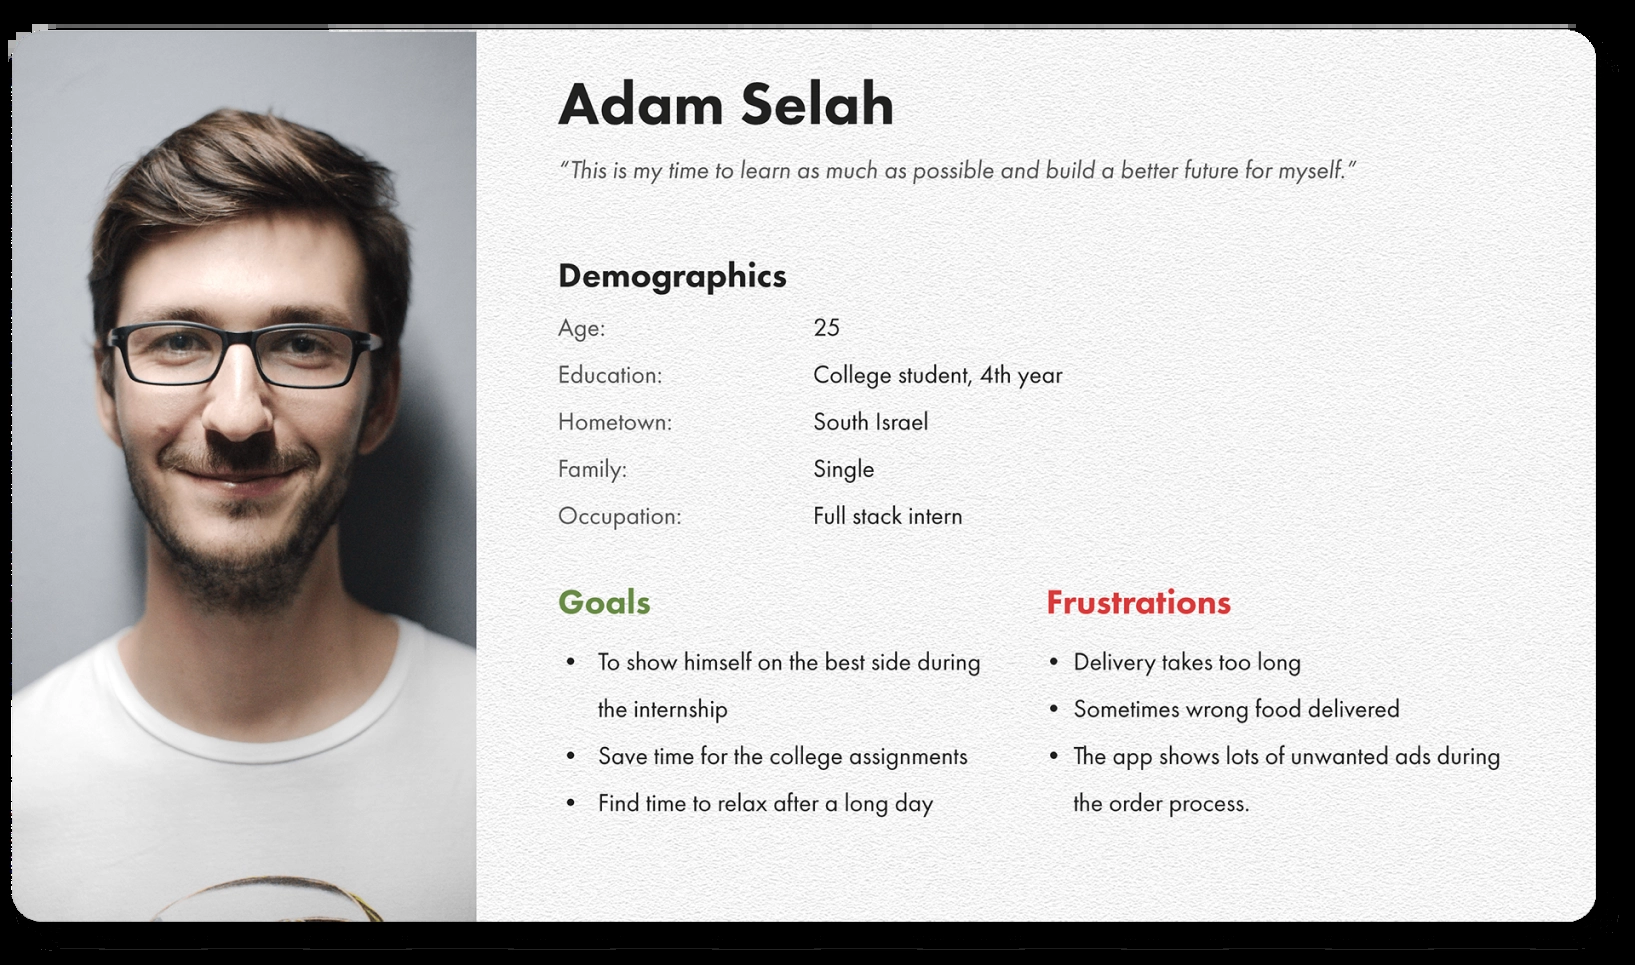 Adam Selah
“This is my time to learn as much as possible and build a better future for myself.”
Demographics
Age: 25
Education: College student, 4th year
Hometown: South Israel
Family: Single
Occupation: Full stack intern
Goals
• To show himself on the best side during
the internship
• Save time for the college assignments
• Find time to relax after a long day
Frustrations
• Delivery takes too long
• Sometimes wrong food delivered
• The app shows lots of unwanted ads during
the order process.